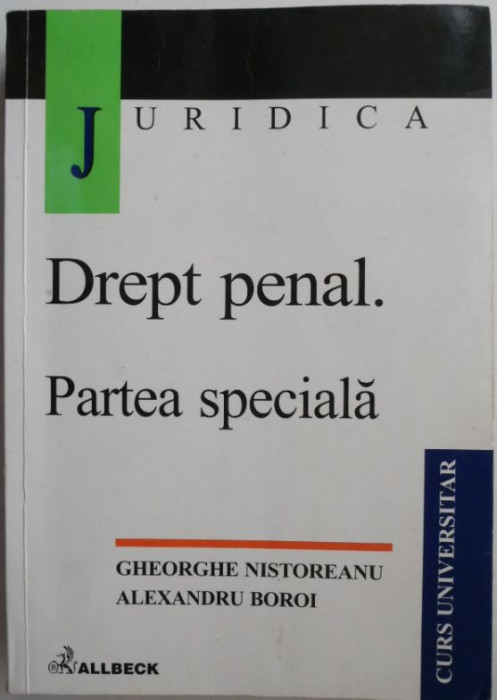 JURIDICA
Drept penal.
Partea specială
GHEORGHE NISTOREANU
ALEXANDRU BOROI
CURS UNIVERSITAR
ALLBECK